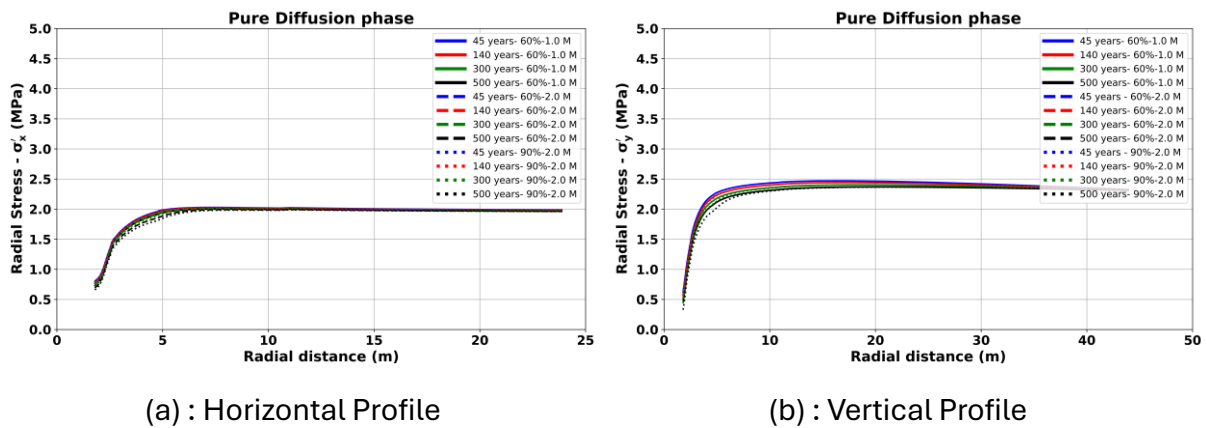 Pure Diffusion phase
5.0
4.5
4.0
3.5
3.0
2.5
2.0
1.5
1.0
0.5
0.0
Radial Stress - σ′x (MPa)
45 years- 60%-1.0 M
140 years- 60%-1.0 M
300 years- 60%-1.0 M
500 years- 60%-1.0 M
45 years- 60%-2.0 M
140 years- 60%-2.0 M
300 years- 60%-2.0 M
500 years- 60%-2.0 M
45 years- 90%-2.0 M
140 years- 90%-2.0 M
300 years- 90%-2.0 M
500 years- 90%-2.0 M
0 5 10 15 20 25
Radial distance (m)
(a) : Horizontal Profile
Pure Diffusion phase
5.0
4.5
4.0
3.5
3.0
2.5
2.0
1.5
1.0
0.5
0.0
Radial Stress - σ′y (MPa)
45 years- 60%-1.0 M
140 years- 60%-1.0 M
300 years- 60%-1.0 M
500 years- 60%-1.0 M
45 years - 60%-2.0 M
140 years- 60%-2.0 M
300 years- 60%-2.0 M
500 years- 60%-2.0 M
45 years - 90%-2.0 M
140 years- 90%-2.0 M
300 years- 90%-2.0 M
500 years- 90%-2.0 M
0 10 20 30 40 50
Radial distance (m)
(b) : Vertical Profile